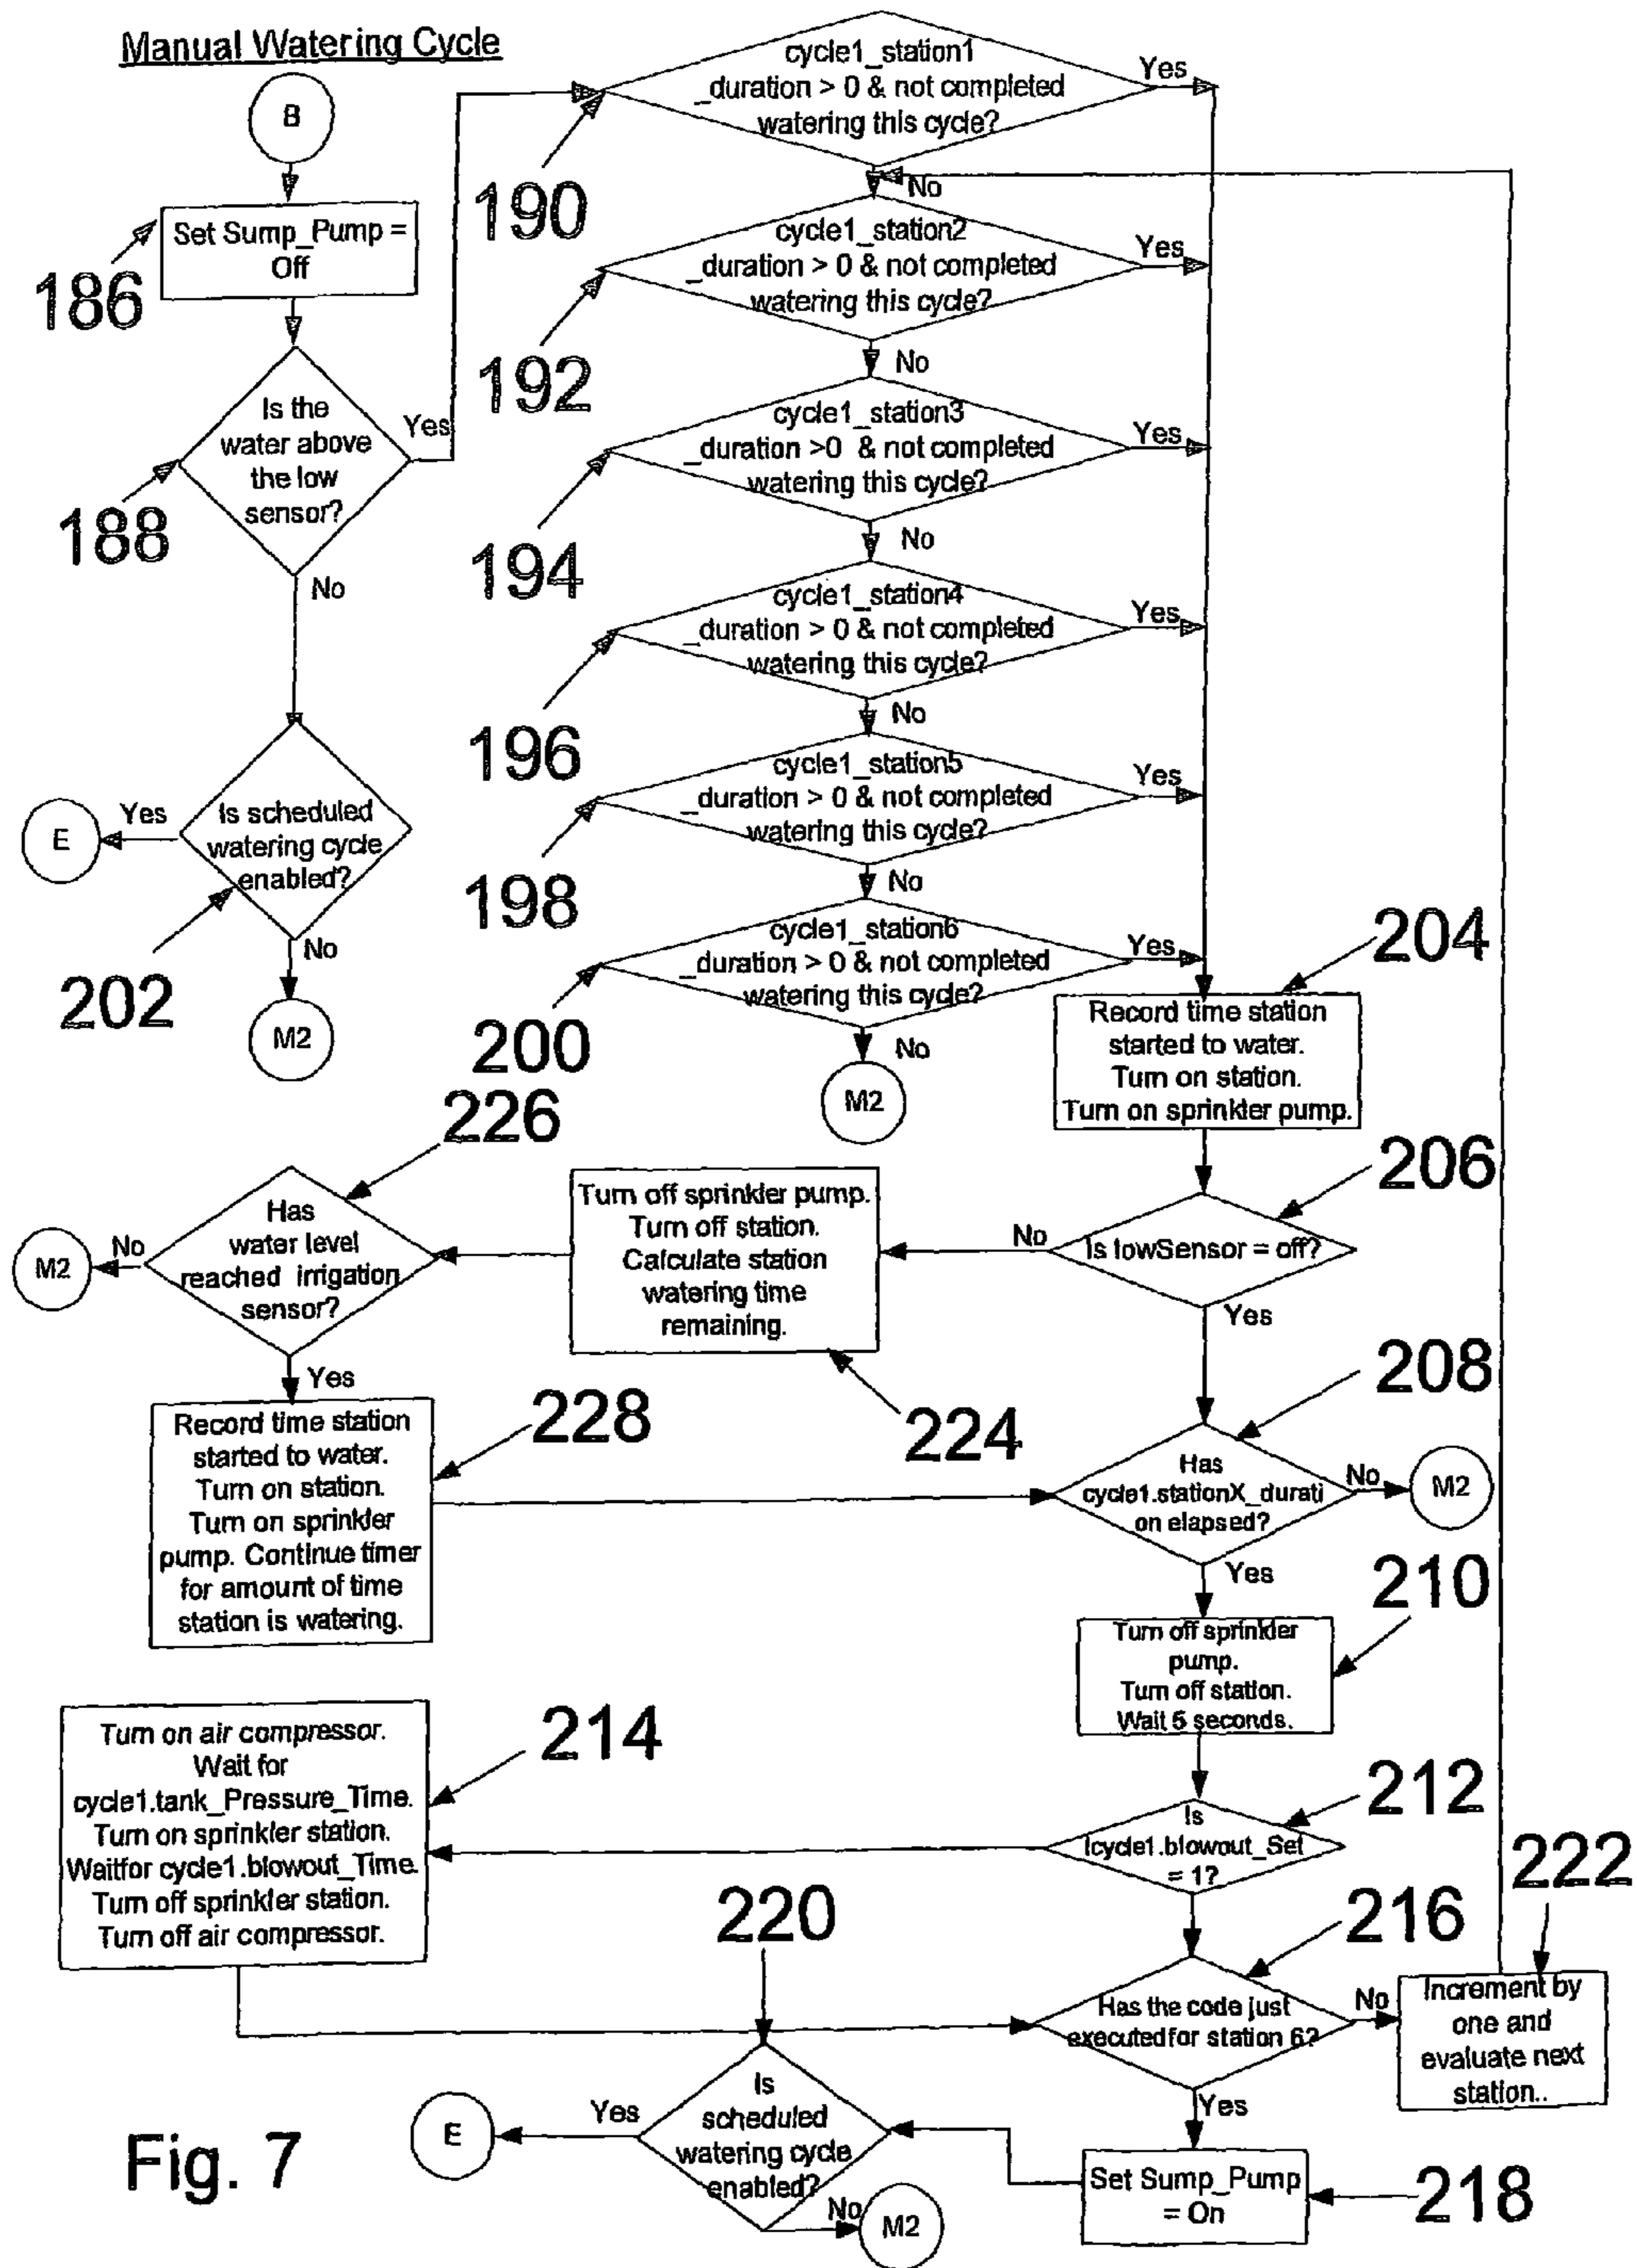 Manual Watering Cycle
B
186
Set Sump_Pump =
Off
188
Is the
water above
the low
sensor?
Yes
No
202
Is scheduled
watering cycle
enabled?
Yes
E
No
M2
190
cycle1_station1
_duration > 0 & not completed
watering this cycle?
Yes
No
192
cycle1_station2
_duration > 0 & not completed
watering this cycle?
Yes
No
194
cycle1_station3
_duration >0 & not completed
watering this cycle?
Yes
No
196
cycle1_station4
_duration > 0 & not completed
watering this cycle?
Yes
No
198
cycle1_station5
_duration > 0 & not completed
watering this cycle?
Yes
No
200
cycle1_station6
_duration > 0 & not completed
watering this cycle?
Yes
No
M2
204
Record time station
started to water.
Turn on station.
Turn on sprinkler pump.
206
Is lowSensor = off?
No
Yes
224
Turn off sprinkler pump.
Turn off station.
Calculate station
watering time
remaining.
226
Has
water level
reached irrigation
sensor?
No
M2
Yes
228
Record time station
started to water.
Turn on station.
Turn on sprinkler
pump. Continue timer
for amount of time
station is watering.
208
Has
cycle1.stationX_durati
on elapsed?
No
M2
Yes
210
Turn off sprinkler
pump.
Turn off station.
Wait 5 seconds.
212
Is
lcycle1.blowout_Set
= 1?
214
Turn on air compressor.
Wait for
cycle1.tank_Pressure_Time.
Turn on sprinkler station.
Waitfor cycle1.blowout_Time.
Turn off sprinkler station.
Turn off air compressor.
216
Has the code just
executed for station 6?
No
Yes
222
Increment by
one and
evaluate next
station..
218
Set Sump_Pump
= On
220
Is
scheduled
watering cycle
enabled?
Yes
E
No
M2
Fig. 7